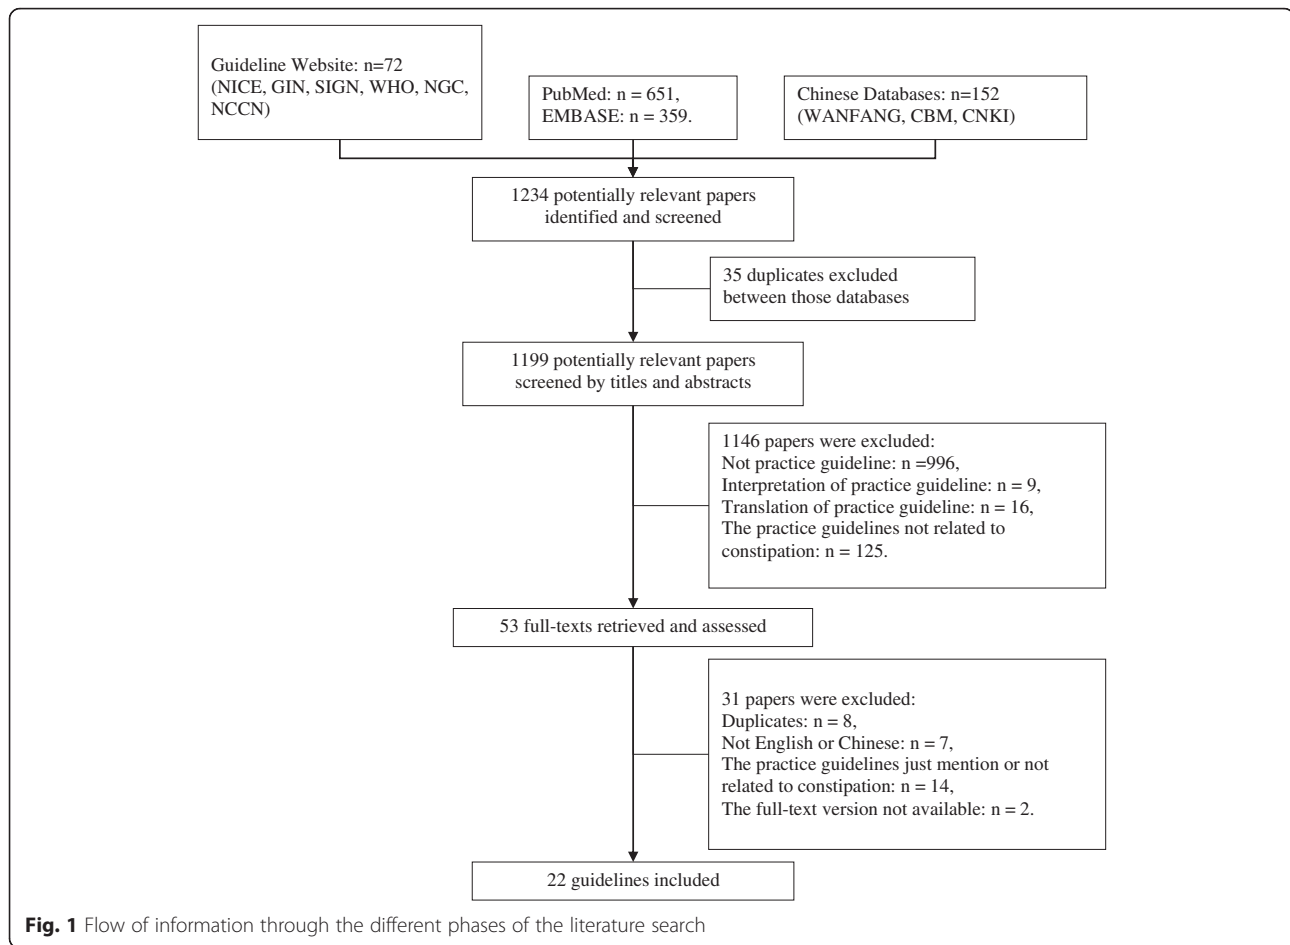 Guideline Website: n=72
(NICE, GIN, SIGN, WHO, NGC,
NCCN)
PubMed: n = 651,
EMBASE: n = 359.
Chinese Databases: n=152
(WANFANG, CBM, CNKI)
1234 potentially relevant papers
identified and screened
35 duplicates excluded
between those databases
1199 potentially relevant papers
screened by titles and abstracts
1146 papers were excluded:
Not practice guideline: n =996,
Interpretation of practice guideline: n = 9,
Translation of practice guideline: n = 16,
The practice guidelines not related to
constipation: n = 125.
53 full-texts retrieved and assessed
31 papers were excluded:
Duplicates: n = 8,
Not English or Chinese: n = 7,
The practice guidelines just mention or not
related to constipation: n = 14,
The full-text version not available: n = 2.
22 guidelines included
Fig. 1 Flow of information through the different phases of the literature search